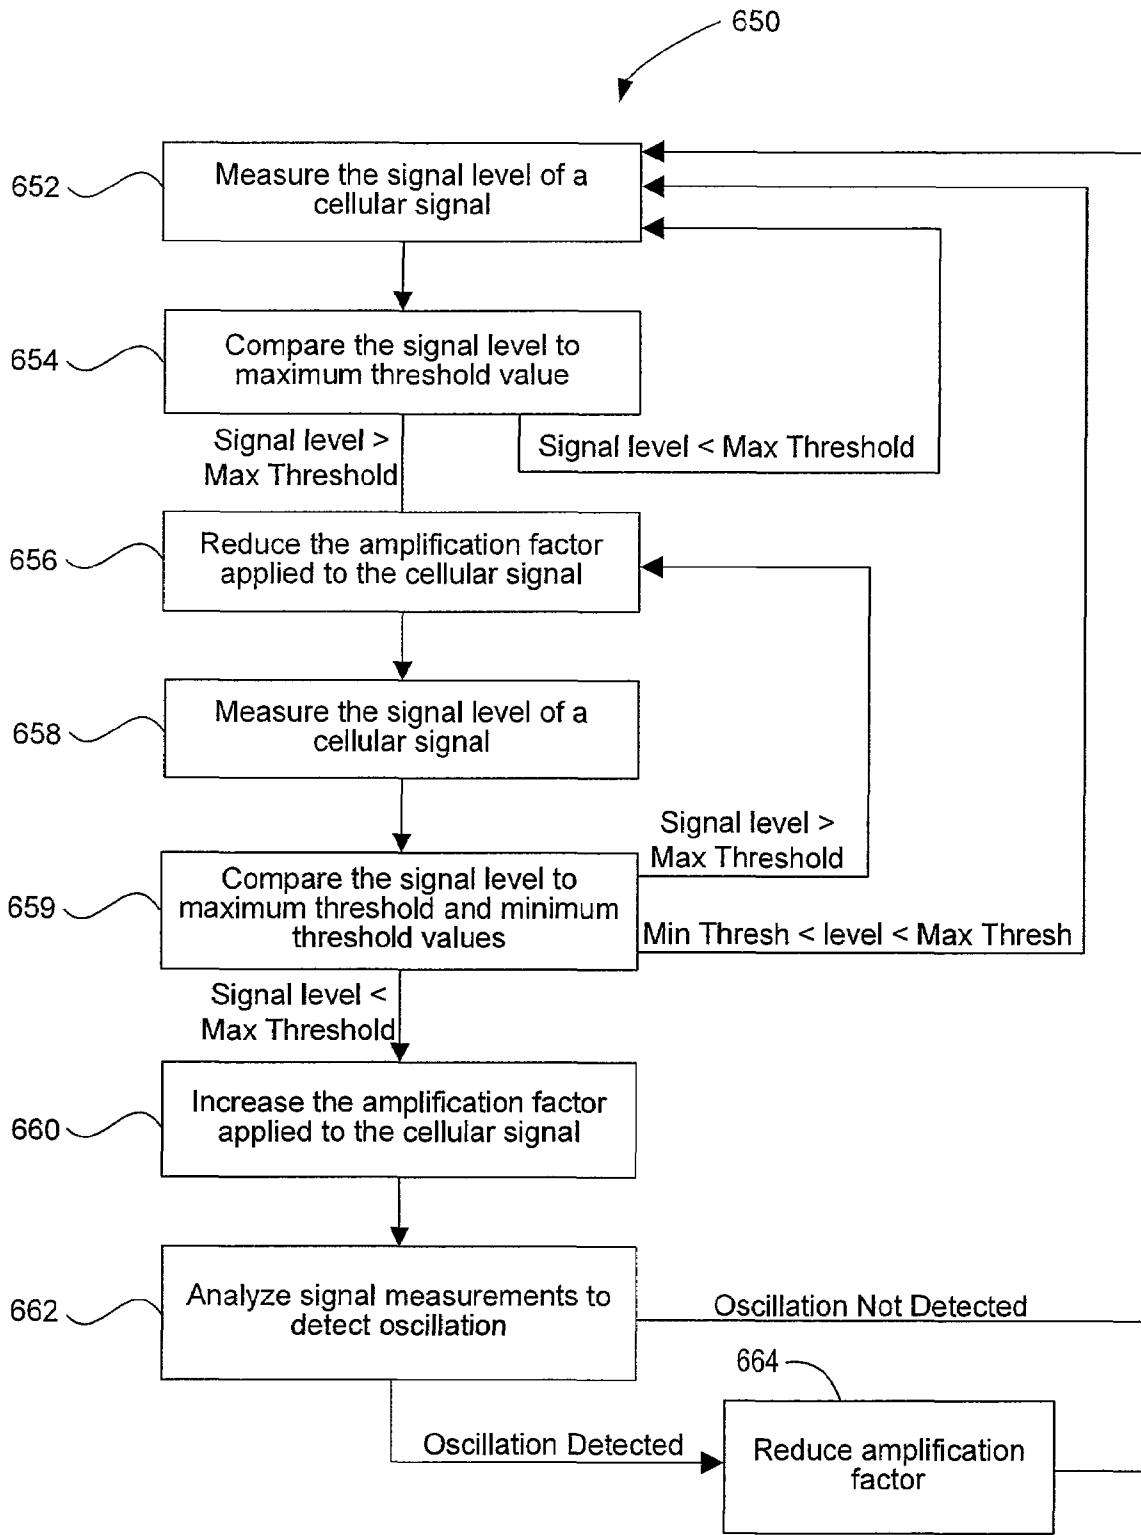 650
652
Measure the signal level of a
cellular signal
654
Compare the signal level to
maximum threshold value
Signal level >
Max Threshold
Signal level < Max Threshold
656
Reduce the amplification factor
applied to the cellular signal
658
Measure the signal level of a
cellular signal
Signal level >
Max Threshold
659
Compare the signal level to
maximum threshold and minimum
threshold values
Min Thresh < level < Max Thresh
Signal level <
Max Threshold
660
Increase the amplification factor
applied to the cellular signal
662
Analyze signal measurements to
detect oscillation
Oscillation Not Detected
664
Oscillation Detected
Reduce amplification
factor